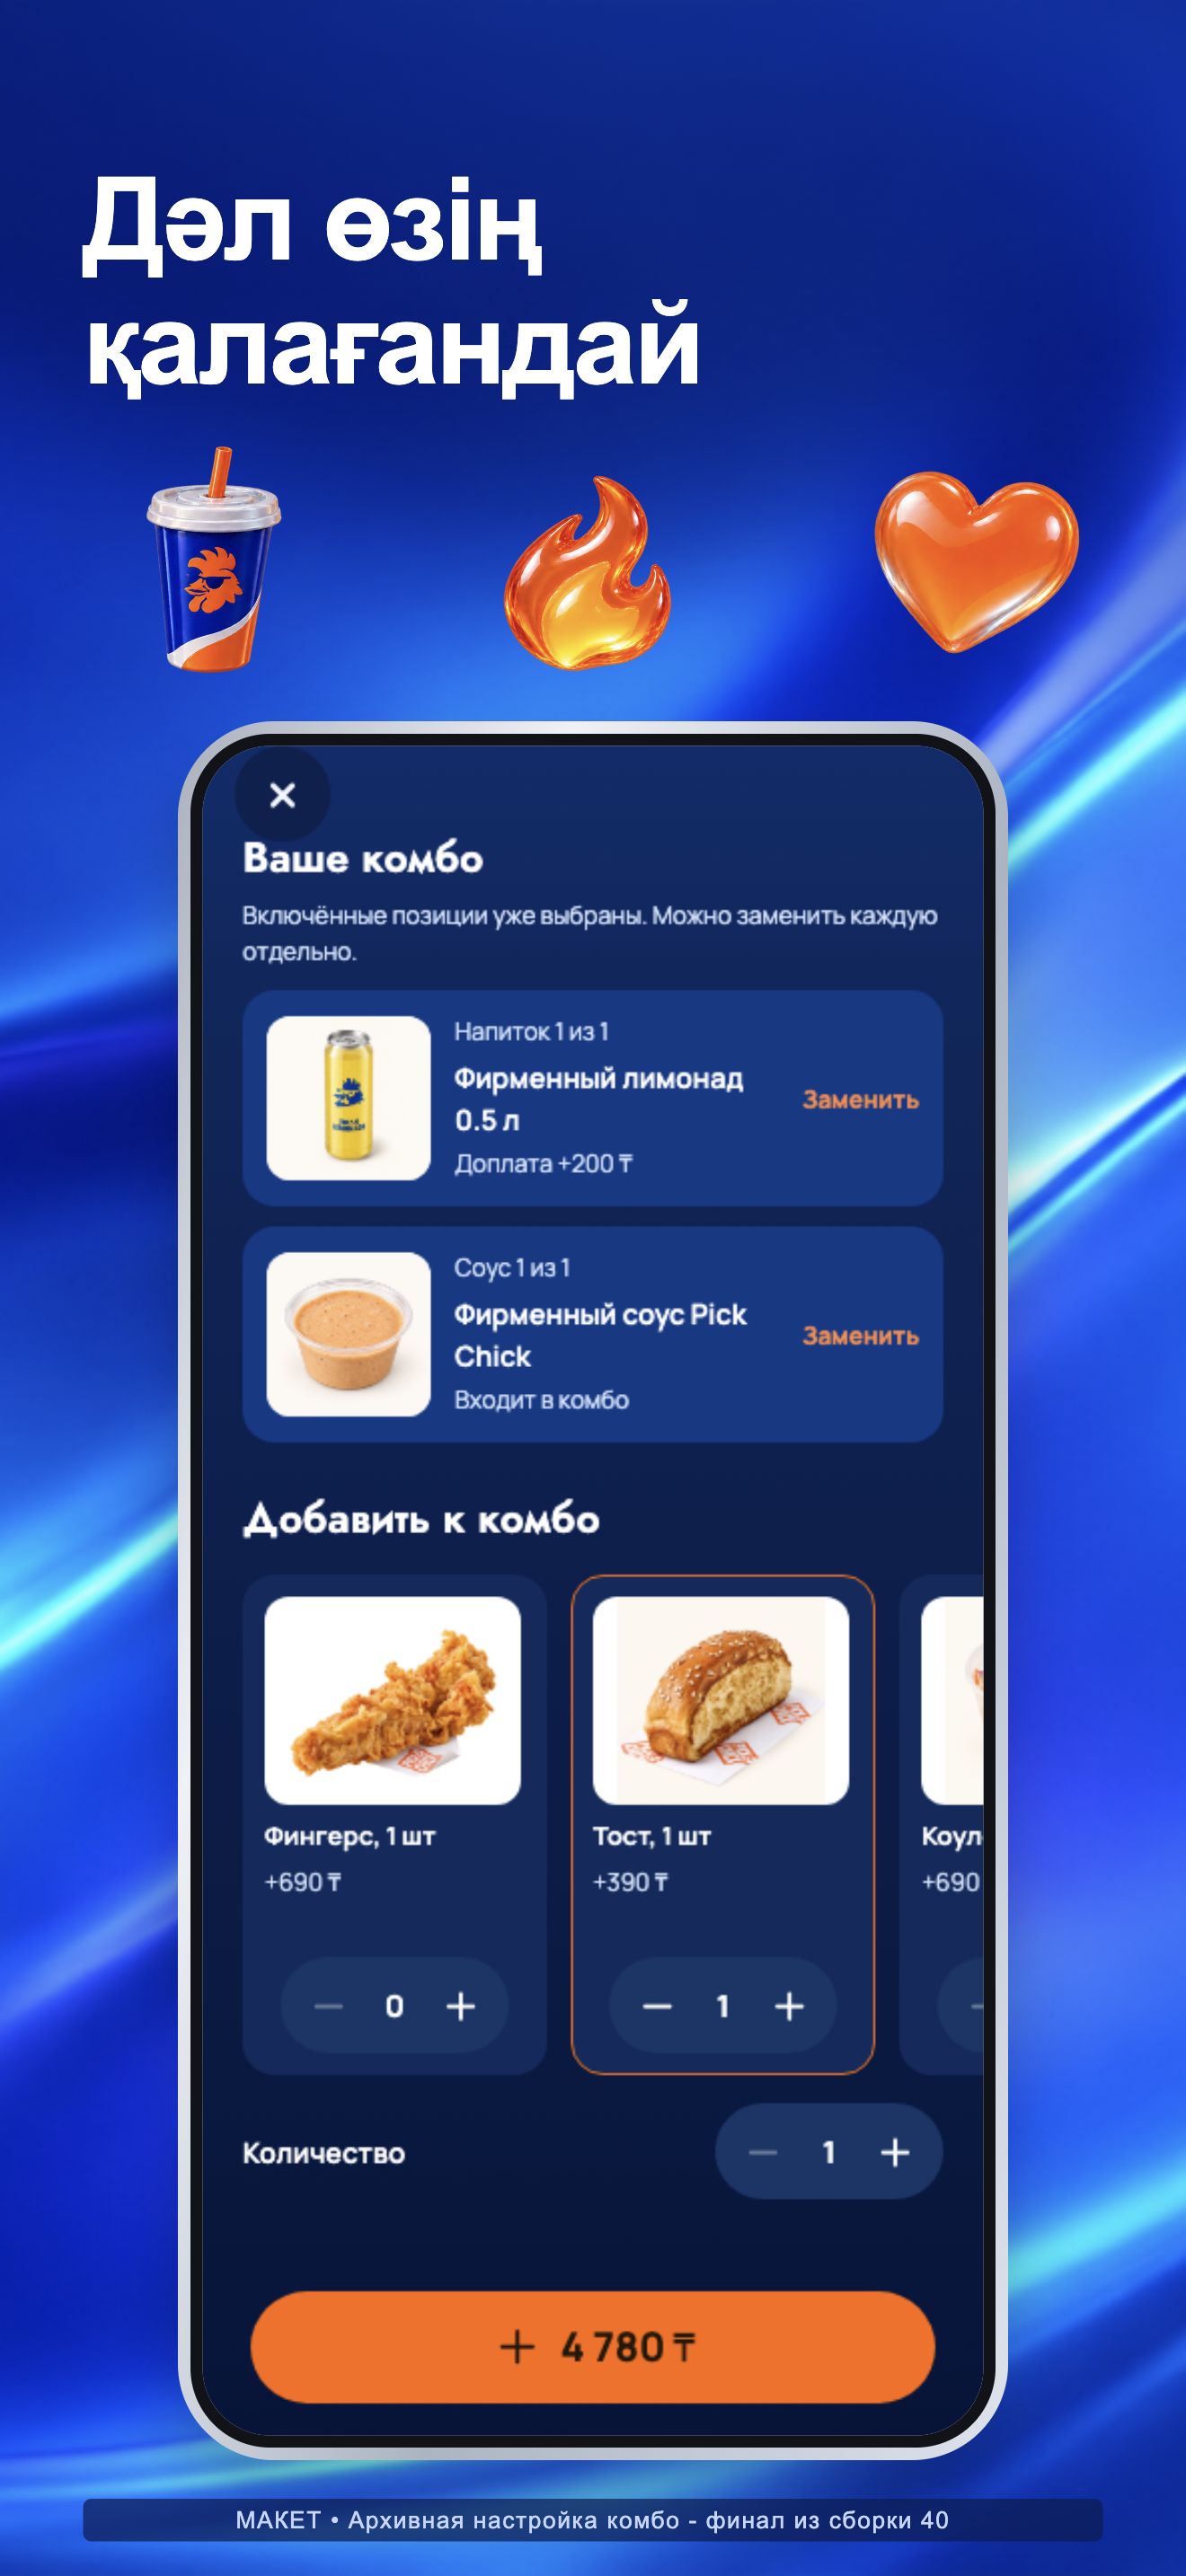 Дәл өзің
қалағандай
Ваше комбо
Включённые позиции уже выбраны. Можно заменить каждую
отдельно.
Напиток 1 из 1
Фирменный лимонад
0.5 л
Доплата +200 ₸
Заменить
Соус 1 из 1
Фирменный соус Pick
Chick
Входит в комбо
Заменить
Добавить к комбо
Фингерс, 1 шт
+690 ₸
0
Тост, 1 шт
+390 ₸
1
Коул
+690
Количество
1
+ 4 780 ₸
МАКЕТ • Архивная настройка комбо - финал из сборки 40